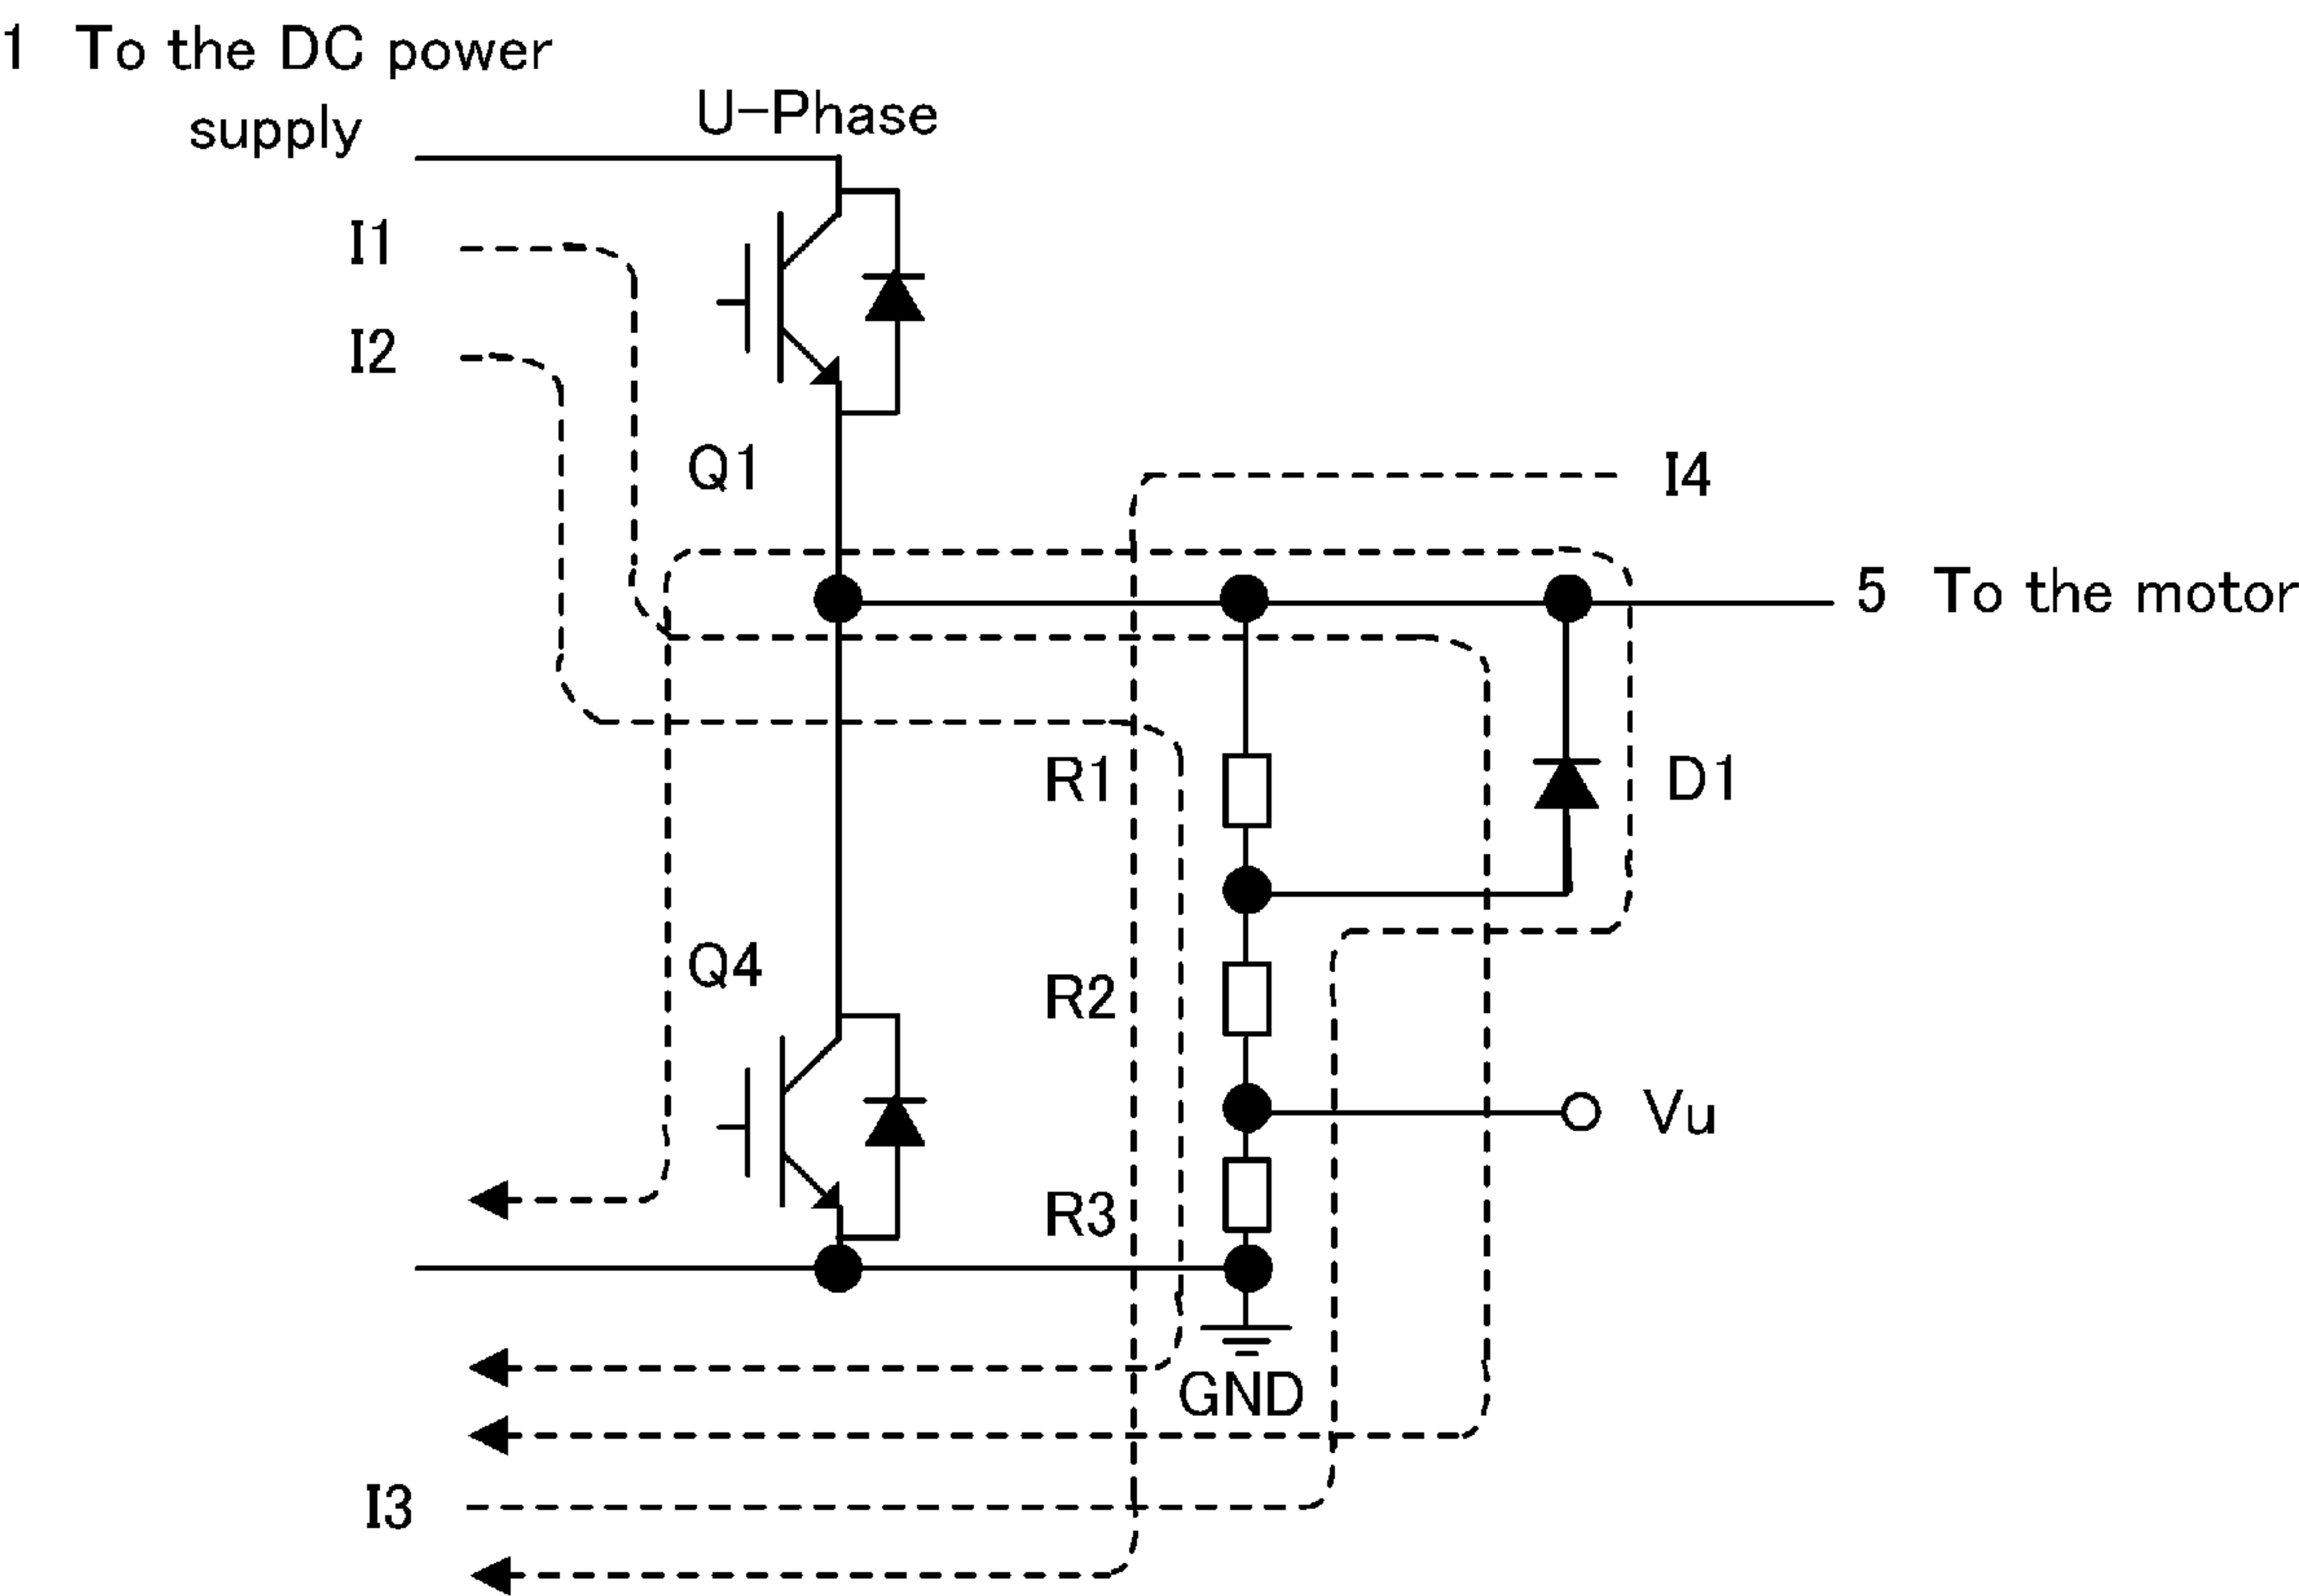 1 To the DC power
supply
U-Phase
I1
I2
Q1
I4
5 To the motor
R1
D1
Q4
R2
Vu
R3
GND
I3